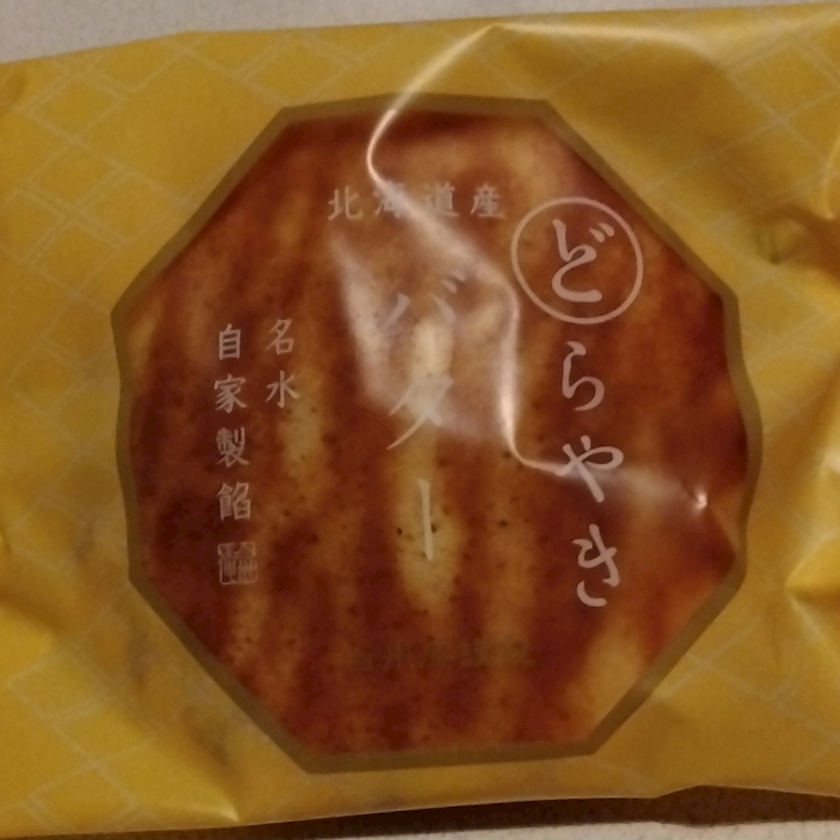 どらやき
北海道産
バター
名水
自家製餡